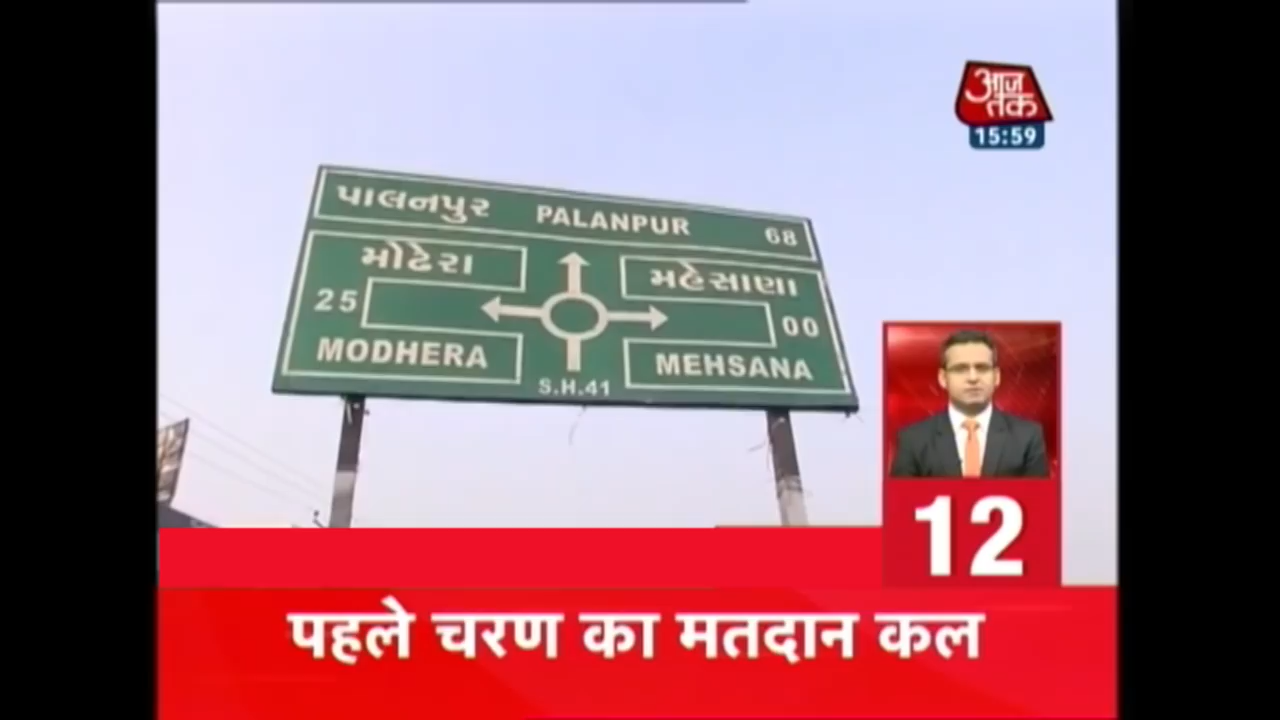 आज
तक
15:59
પાલનપુર PALANPUR 68
મોઢેરા
મહેસાણા
25
00
MODHERA
MEHSANA
S.H.41
12
पहले चरण का मतदान कल